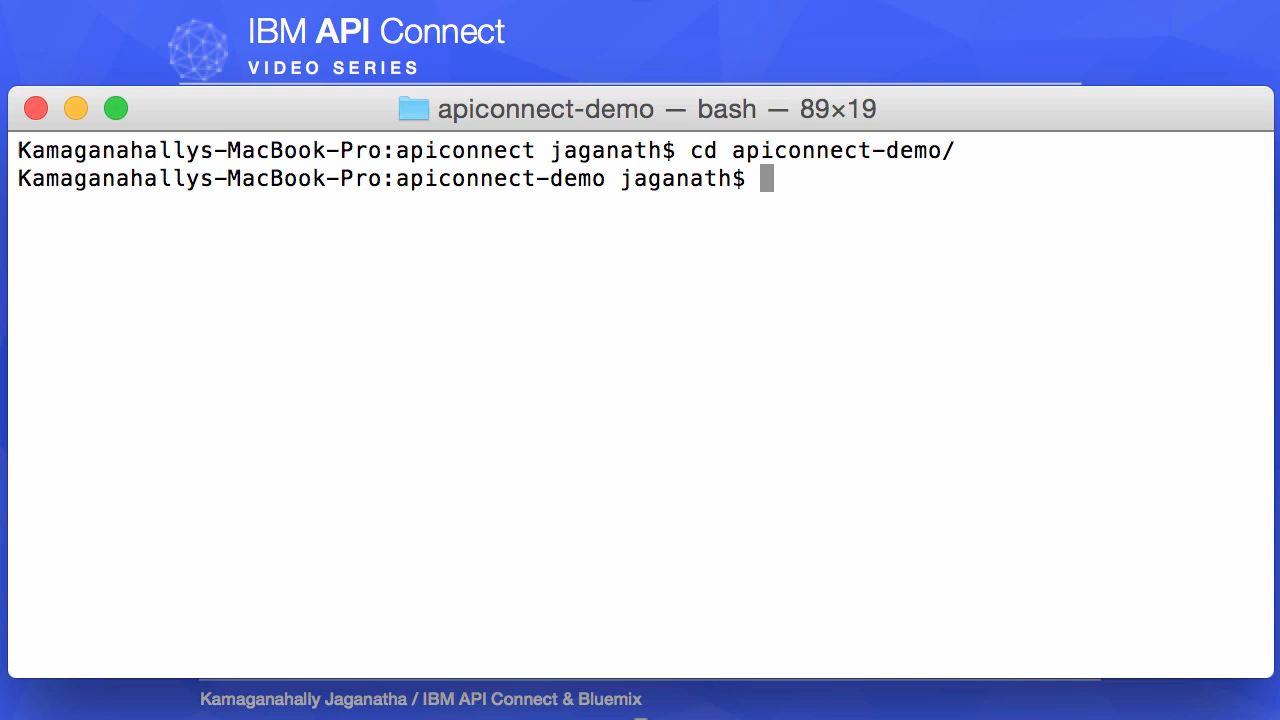 IBM API Connect
VIDEO SERIES
apiconnect-demo — bash — 89×19
Kamaganahallys-MacBook-Pro:apiconnect jaganath$ cd apiconnect-demo/
Kamaganahallys-MacBook-Pro:apiconnect-demo jaganath$
Kamaganahally Jaganatha / IBM API Connect & Bluemix